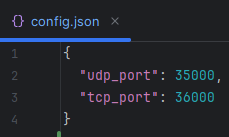 {} config.json ×
1 {
2 "udp_port": 35000,
3 "tcp_port": 36000
4 }